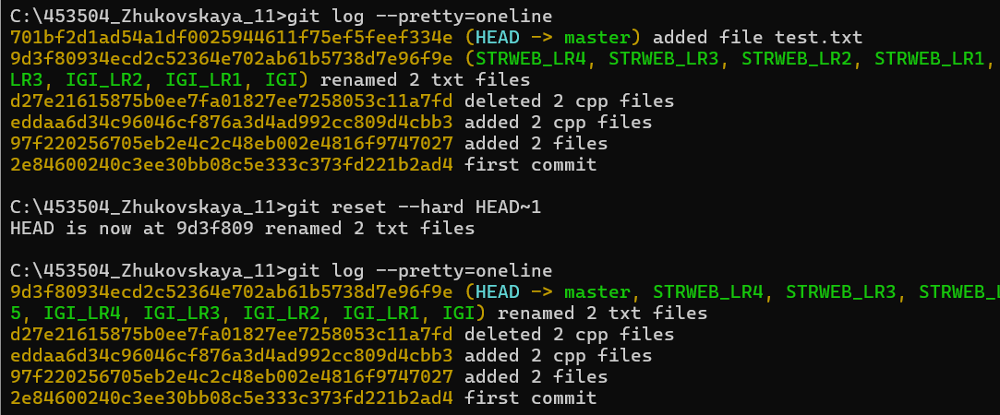 C:\453504_Zhukovskaya_11>git log --pretty=oneline
701bf2d1ad54a1df0025944611f75ef5feef334e (HEAD -> master) added file test.txt
9d3f80934ecd2c52364e702ab61b5738d7e96f9e (STRWEB_LR4, STRWEB_LR3, STRWEB_LR2, STRWEB_LR1,
LR3, IGI_LR2, IGI_LR1, IGI) renamed 2 txt files
d27e21615875b0ee7fa01827ee7258053c11a7fd deleted 2 cpp files
eddaa6d34c96046cf876a3d4ad992cc809d4cbb3 added 2 cpp files
97f220256705eb2e4c2c48eb002e4816f9747027 added 2 files
2e84600240c3ee30bb08c5e333c373fd221b2ad4 first commit
C:\453504_Zhukovskaya_11>git reset --hard HEAD~1
HEAD is now at 9d3f809 renamed 2 txt files
C:\453504_Zhukovskaya_11>git log --pretty=oneline
9d3f80934ecd2c52364e702ab61b5738d7e96f9e (HEAD -> master, STRWEB_LR4, STRWEB_LR3,
5, IGI_LR4, IGI_LR3, IGI_LR2, IGI_LR1, IGI) renamed 2 txt files
d27e21615875b0ee7fa01827ee7258053c11a7fd deleted 2 cpp files
eddaa6d34c96046cf876a3d4ad992cc809d4cbb3 added 2 cpp files
97f220256705eb2e4c2c48eb002e4816f9747027 added 2 files
2e84600240c3ee30bb08c5e333c373fd221b2ad4 first commit